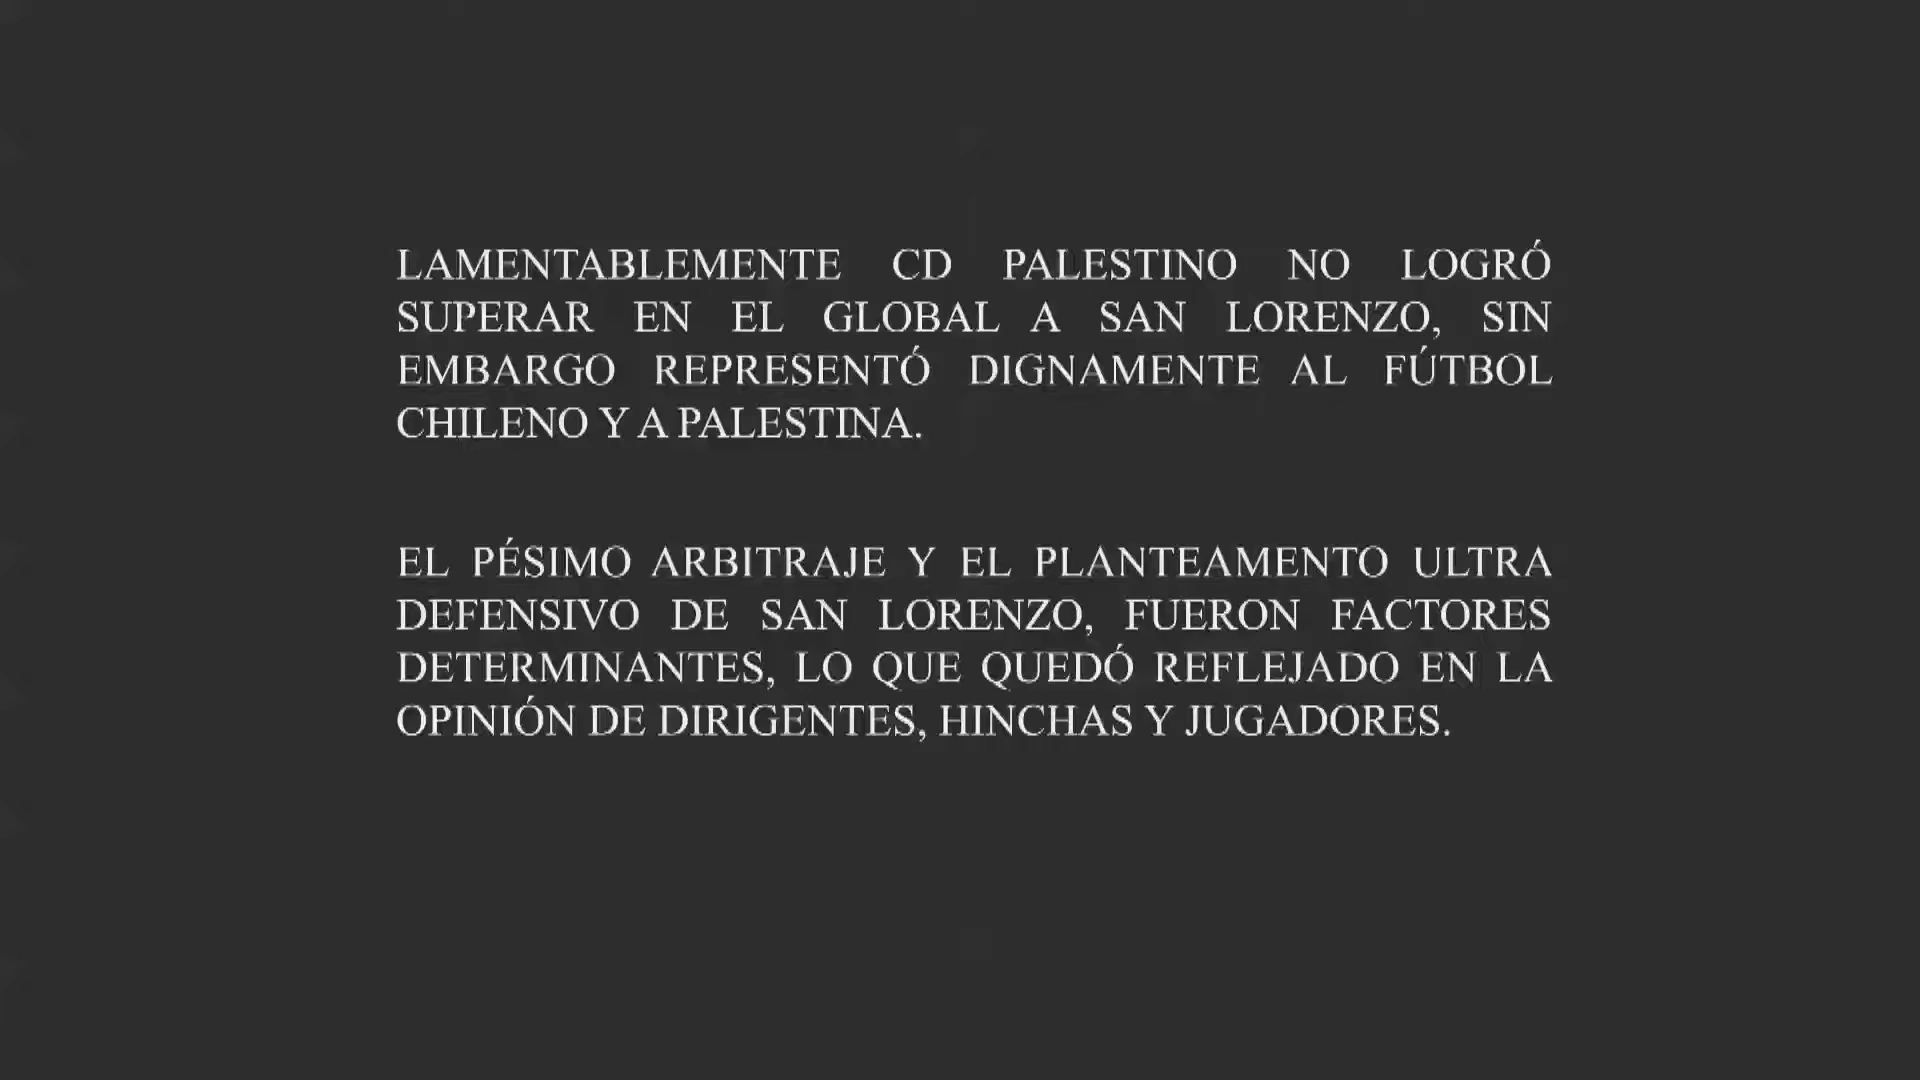 LAMENTABLEMENTE CD PALESTINO NO LOGRÓ
SUPERAR EN EL GLOBAL A SAN LORENZO, SIN
EMBARGO REPRESENTÓ DIGNAMENTE AL FÚTBOL
CHILENO Y A PALESTINA.
EL PÉSIMO ARBITRAJE Y EL PLANTEAMENTO ULTRA
DEFENSIVO DE SAN LORENZO, FUERON FACTORES
DETERMINANTES, LO QUE QUEDÓ REFLEJADO EN LA
OPINIÓN DE DIRIGENTES, HINCHAS Y JUGADORES.